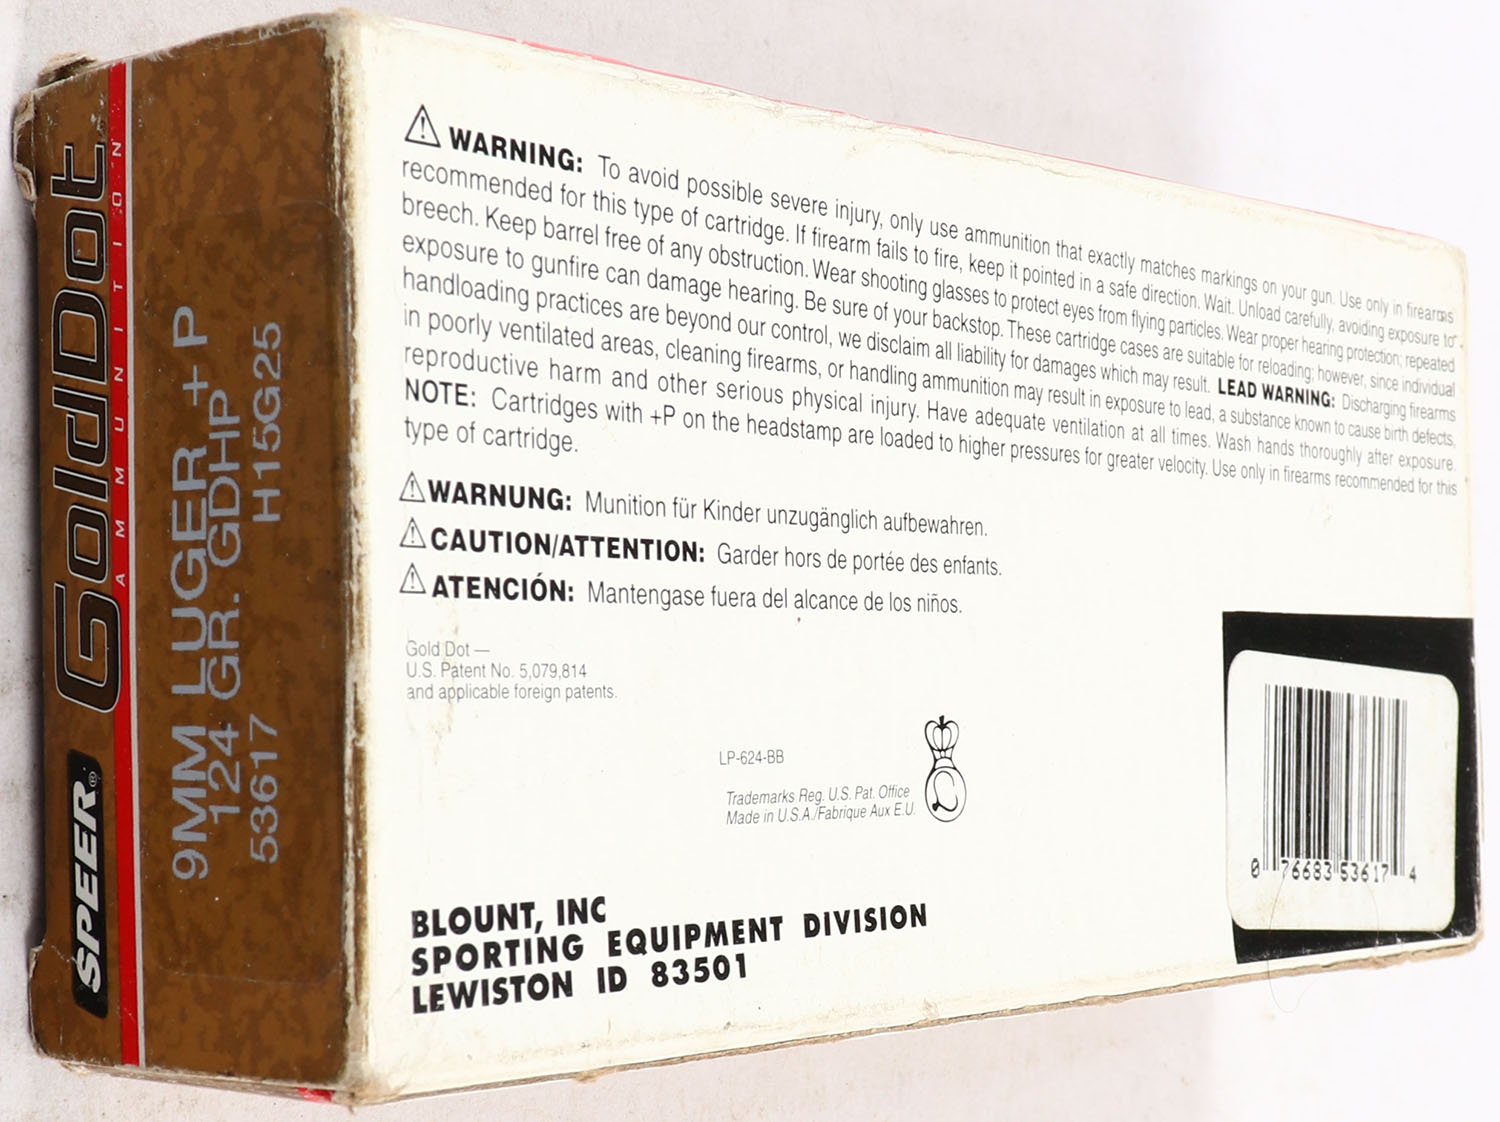 SPEER®
GoldDot
AMMUNITION
9MM LUGER +P
124 GR. GDHP
53617 H15G25
⚠ WARNING: To avoid possible severe injury, only use ammunition that exactly matches markings on your gun. Use only in firearms
recommended for this type of cartridge. If firearm fails to fire, keep it pointed in a safe direction. Wait. Unload carefully, avoiding exposure to
breech. Keep barrel free of any obstruction. Wear shooting glasses to protect eyes from flying particles. Wear proper hearing protection; repeated
exposure to gunfire can damage hearing. Be sure of your backstop. These cartridge cases are suitable for reloading; however, since individual
handloading practices are beyond our control, we disclaim all liability for damages which may result. LEAD WARNING: Discharging firearms
in poorly ventilated areas, cleaning firearms, or handling ammunition may result in exposure to lead, a substance known to cause birth defects,
reproductive harm and other serious physical injury. Have adequate ventilation at all times. Wash hands thoroughly after exposure.
NOTE: Cartridges with +P on the headstamp are loaded to higher pressures for greater velocity. Use only in firearms recommended for this
type of cartridge.
⚠ WARNUNG: Munition für Kinder unzugänglich aufbewahren.
⚠ CAUTION/ATTENTION: Garder hors de portée des enfants.
⚠ ATENCIÓN: Mantengase fuera del alcance de los niños.
Gold Dot —
U.S. Patent No. 5,079,814
and applicable foreign patents.
LP-624-BB
Trademarks Reg. U.S. Pat. Office
Made in U.S.A./Fabrique Aux E.U.
BLOUNT, INC
SPORTING EQUIPMENT DIVISION
LEWISTON ID 83501
0 76683 53617 4